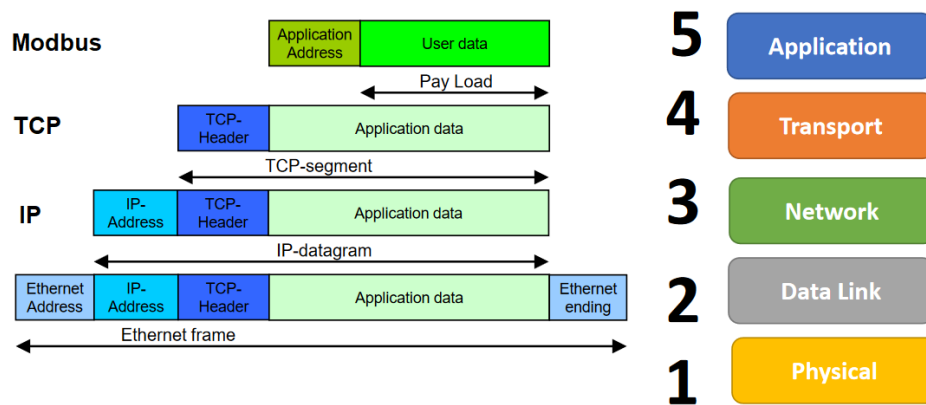 Modbus
Application
Address
User data
Pay Load
TCP
TCP-
Header
Application data
TCP-segment
IP
IP-
Address
TCP-
Header
Application data
IP-datagram
Ethernet
Address
IP-
Address
TCP-
Header
Application data
Ethernet
ending
Ethernet frame
5
Application
4
Transport
3
Network
2
Data Link
1
Physical